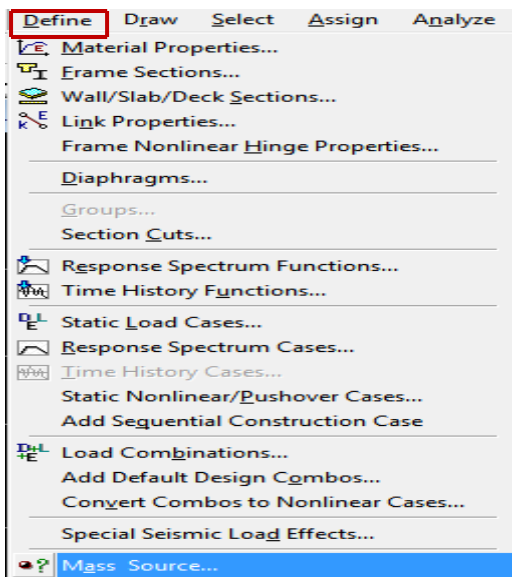 Define Draw Select Assign Analyze
Material Properties...
Frame Sections...
Wall/Slab/Deck Sections...
Link Properties...
Frame Nonlinear Hinge Properties...
Diaphragms...
Groups...
Section Cuts...
Response Spectrum Functions...
Time History Functions...
Static Load Cases...
Response Spectrum Cases...
Time History Cases...
Static Nonlinear/Pushover Cases...
Add Sequential Construction Case
Load Combinations...
Add Default Design Combos...
Convert Combos to Nonlinear Cases...
Special Seismic Load Effects...
Mass Source...